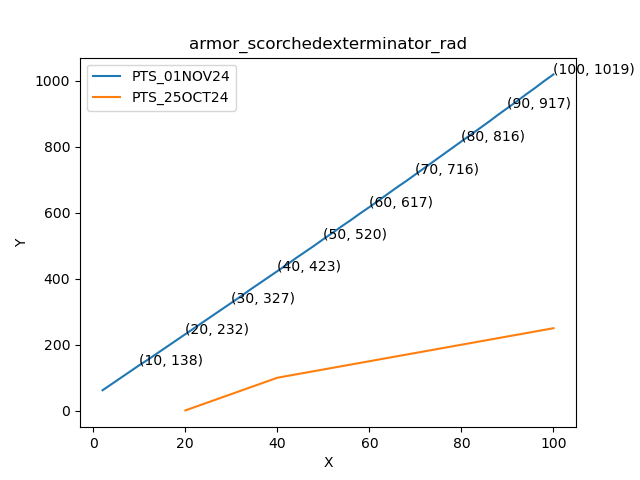 armor_scorchedexterminator_rad
PTS_01NOV24
PTS_25OCT24
(100, 1019)
(90, 917)
(80, 816)
(70, 716)
(60, 617)
(50, 520)
(40, 423)
(30, 327)
(20, 232)
(10, 138)
1000
800
600
400
200
0
Y
0 20 40 60 80 100
X